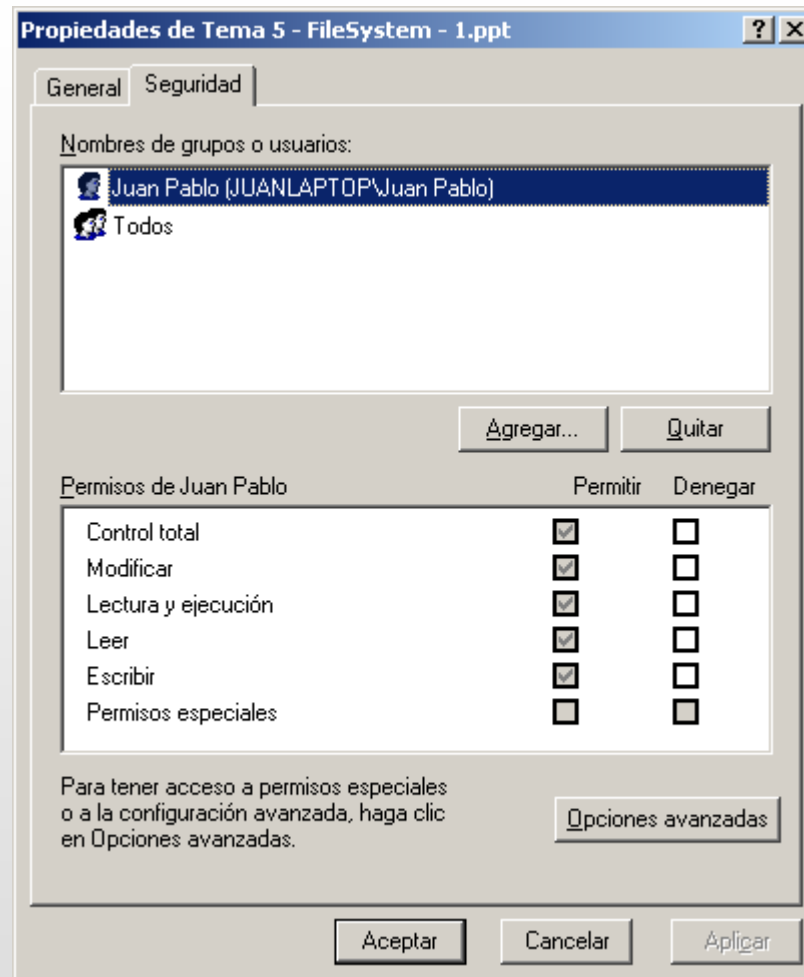 Propiedades de Tema 5 - FileSystem - 1.ppt
General Seguridad
Nombres de grupos o usuarios:
Juan Pablo (JUANLAPTOP\Juan Pablo)
Todos
Agregar... Quitar
Permisos de Juan Pablo Permitir Denegar
Control total
Modificar
Lectura y ejecución
Leer
Escribir
Permisos especiales
Para tener acceso a permisos especiales
o a la configuración avanzada, haga clic
en Opciones avanzadas.
Opciones avanzadas
Aceptar Cancelar Aplicar